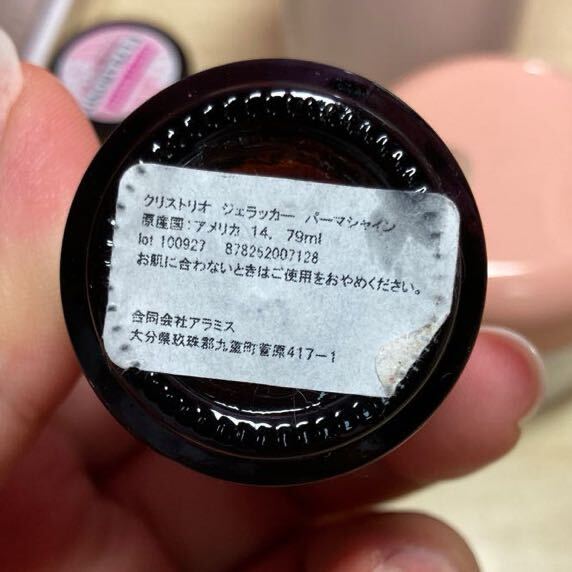 クリストリオ ジェラッカー パーマシャイン
原産国：アメリカ 14．79ml
lot 100927 878252007128
お肌に合わないときはご使用をおやめください。
合同会社アラミス
大分県玖珠郡九重町菅原417−1